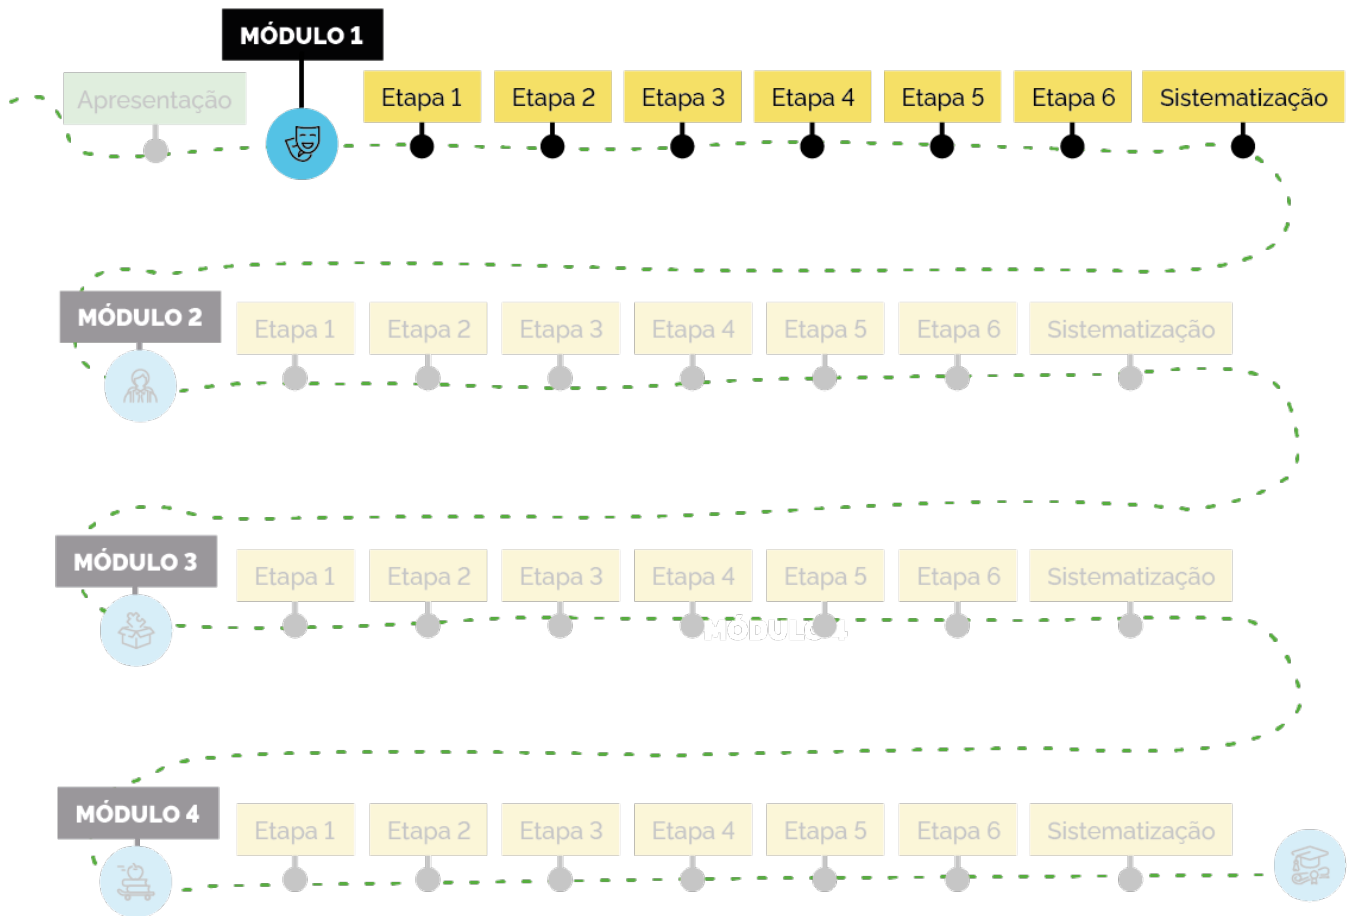 MÓDULO 1
Apresentação
Etapa 1
Etapa 2
Etapa 3
Etapa 4
Etapa 5
Etapa 6
Sistematização
MÓDULO 2
Etapa 1
Etapa 2
Etapa 3
Etapa 4
Etapa 5
Etapa 6
Sistematização
MÓDULO 3
Etapa 1
Etapa 2
Etapa 3
Etapa 4
Etapa 5
Etapa 6
Sistematização
MÓDULO 4
MÓDULO 4
Etapa 1
Etapa 2
Etapa 3
Etapa 4
Etapa 5
Etapa 6
Sistematização